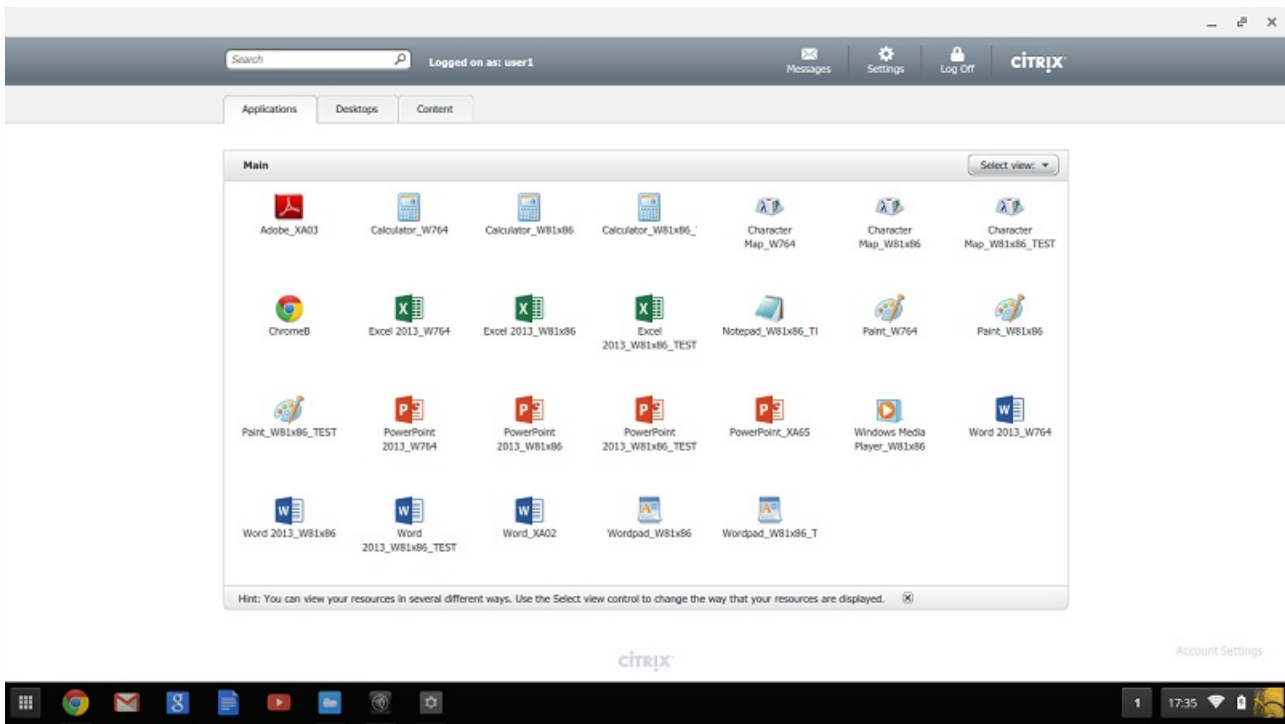 Search
Logged on as: user1
Messages
Settings
Log Off
CITRIX
Applications
Desktops
Content
Main
Select view:
Adobe_XA03
Calculator_W764
Calculator_W81x86
Calculator_W81x86_
Character
Map_W764
Character
Map_W81x86
Character
Map_W81x86_TEST
ChromeB
Excel 2013_W764
Excel 2013_W81x86
Excel
2013_W81x86_TEST
Notepad_W81x86_TI
Paint_W764
Paint_W81x86
Paint_W81x86_TEST
PowerPoint
2013_W764
PowerPoint
2013_W81x86
PowerPoint
2013_W81x86_TEST
PowerPoint_XA65
Windows Media
Player_W81x86
Word 2013_W764
Word 2013_W81x86
Word
2013_W81x86_TEST
Word_XA02
Wordpad_W81x86
Wordpad_W81x86_T
Hint: You can view your resources in several different ways. Use the Select view control to change the way that your resources are displayed.
CITRIX
Account Settings
1
17:35